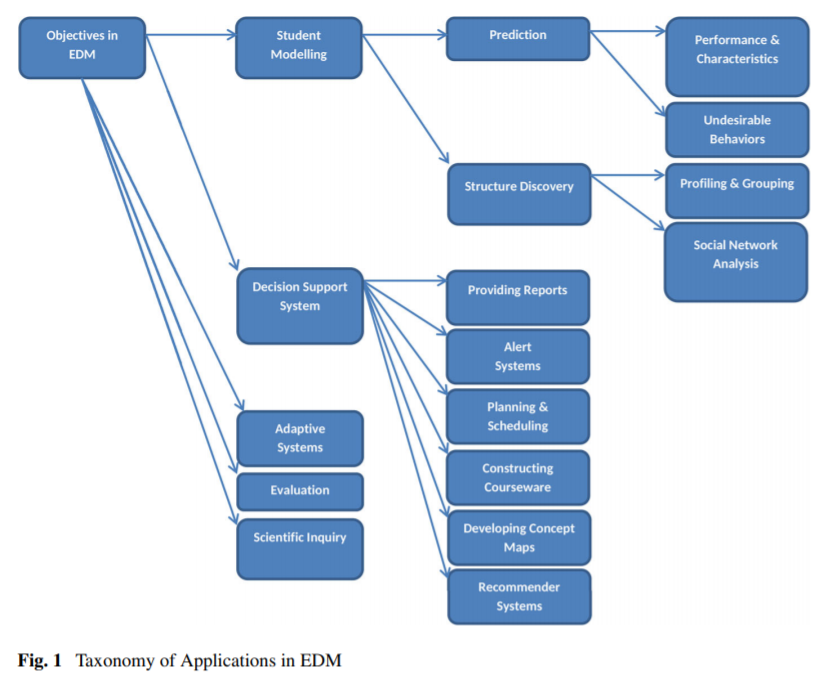 Objectives in
EDM
Student
Modelling
Prediction
Performance &
Characteristics
Undesirable
Behaviors
Structure Discovery
Profiling & Grouping
Social Network
Analysis
Decision Support
System
Providing Reports
Alert
Systems
Planning &
Scheduling
Constructing
Courseware
Developing Concept
Maps
Recommender
Systems
Adaptive
Systems
Evaluation
Scientific Inquiry
Fig. 1 Taxonomy of Applications in EDM